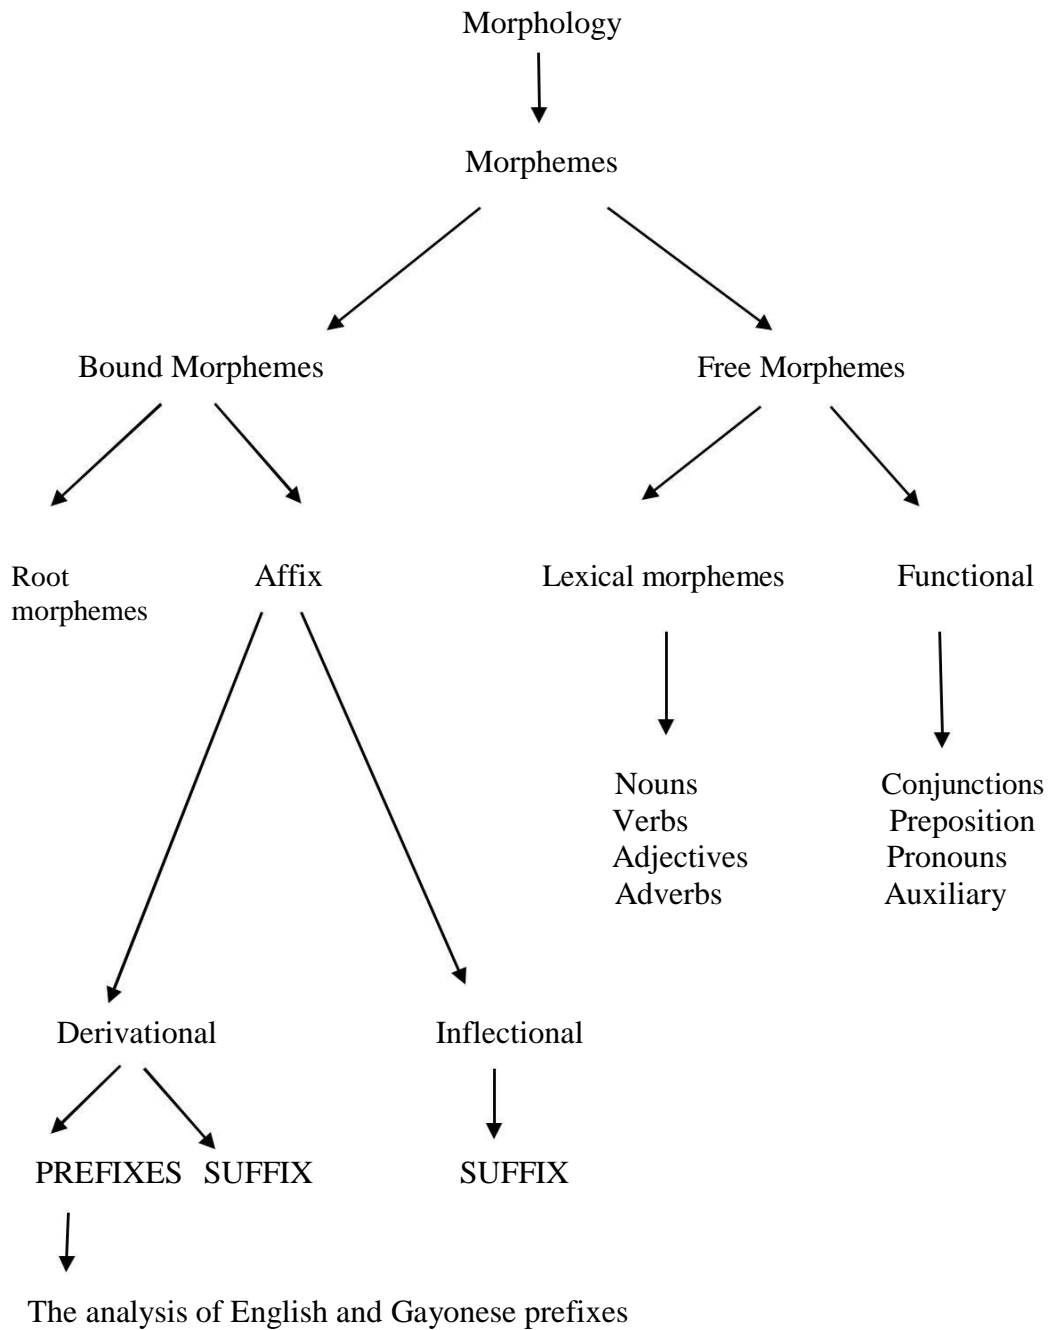 Morphology
Morphemes
Bound Morphemes
Free Morphemes
Root
morphemes
Affix
Lexical morphemes
Functional
Nouns
Verbs
Adjectives
Adverbs
Conjunctions
Preposition
Pronouns
Auxiliary
Derivational
Inflectional
PREFIXES
SUFFIX
SUFFIX
The analysis of English and Gayonese prefixes